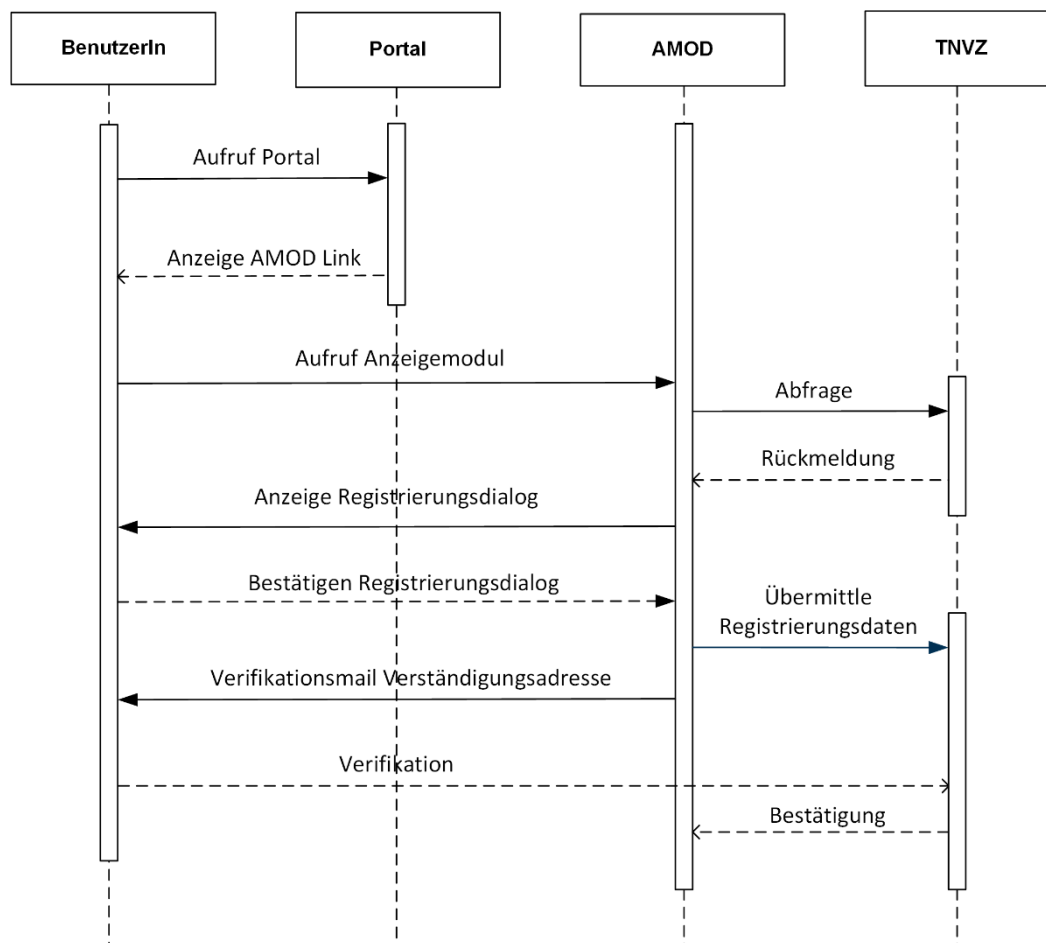 BenutzerIn
Portal
AMOD
TNVZ
Aufruf Portal
Anzeige AMOD Link
Aufruf Anzeigemodul
Abfrage
Rückmeldung
Anzeige Registrierungsdialog
Bestätigen Registrierungsdialog
Übermittle
Registrierungsdaten
Verifikationsmail Verständigungsadresse
Verifikation
Bestätigung